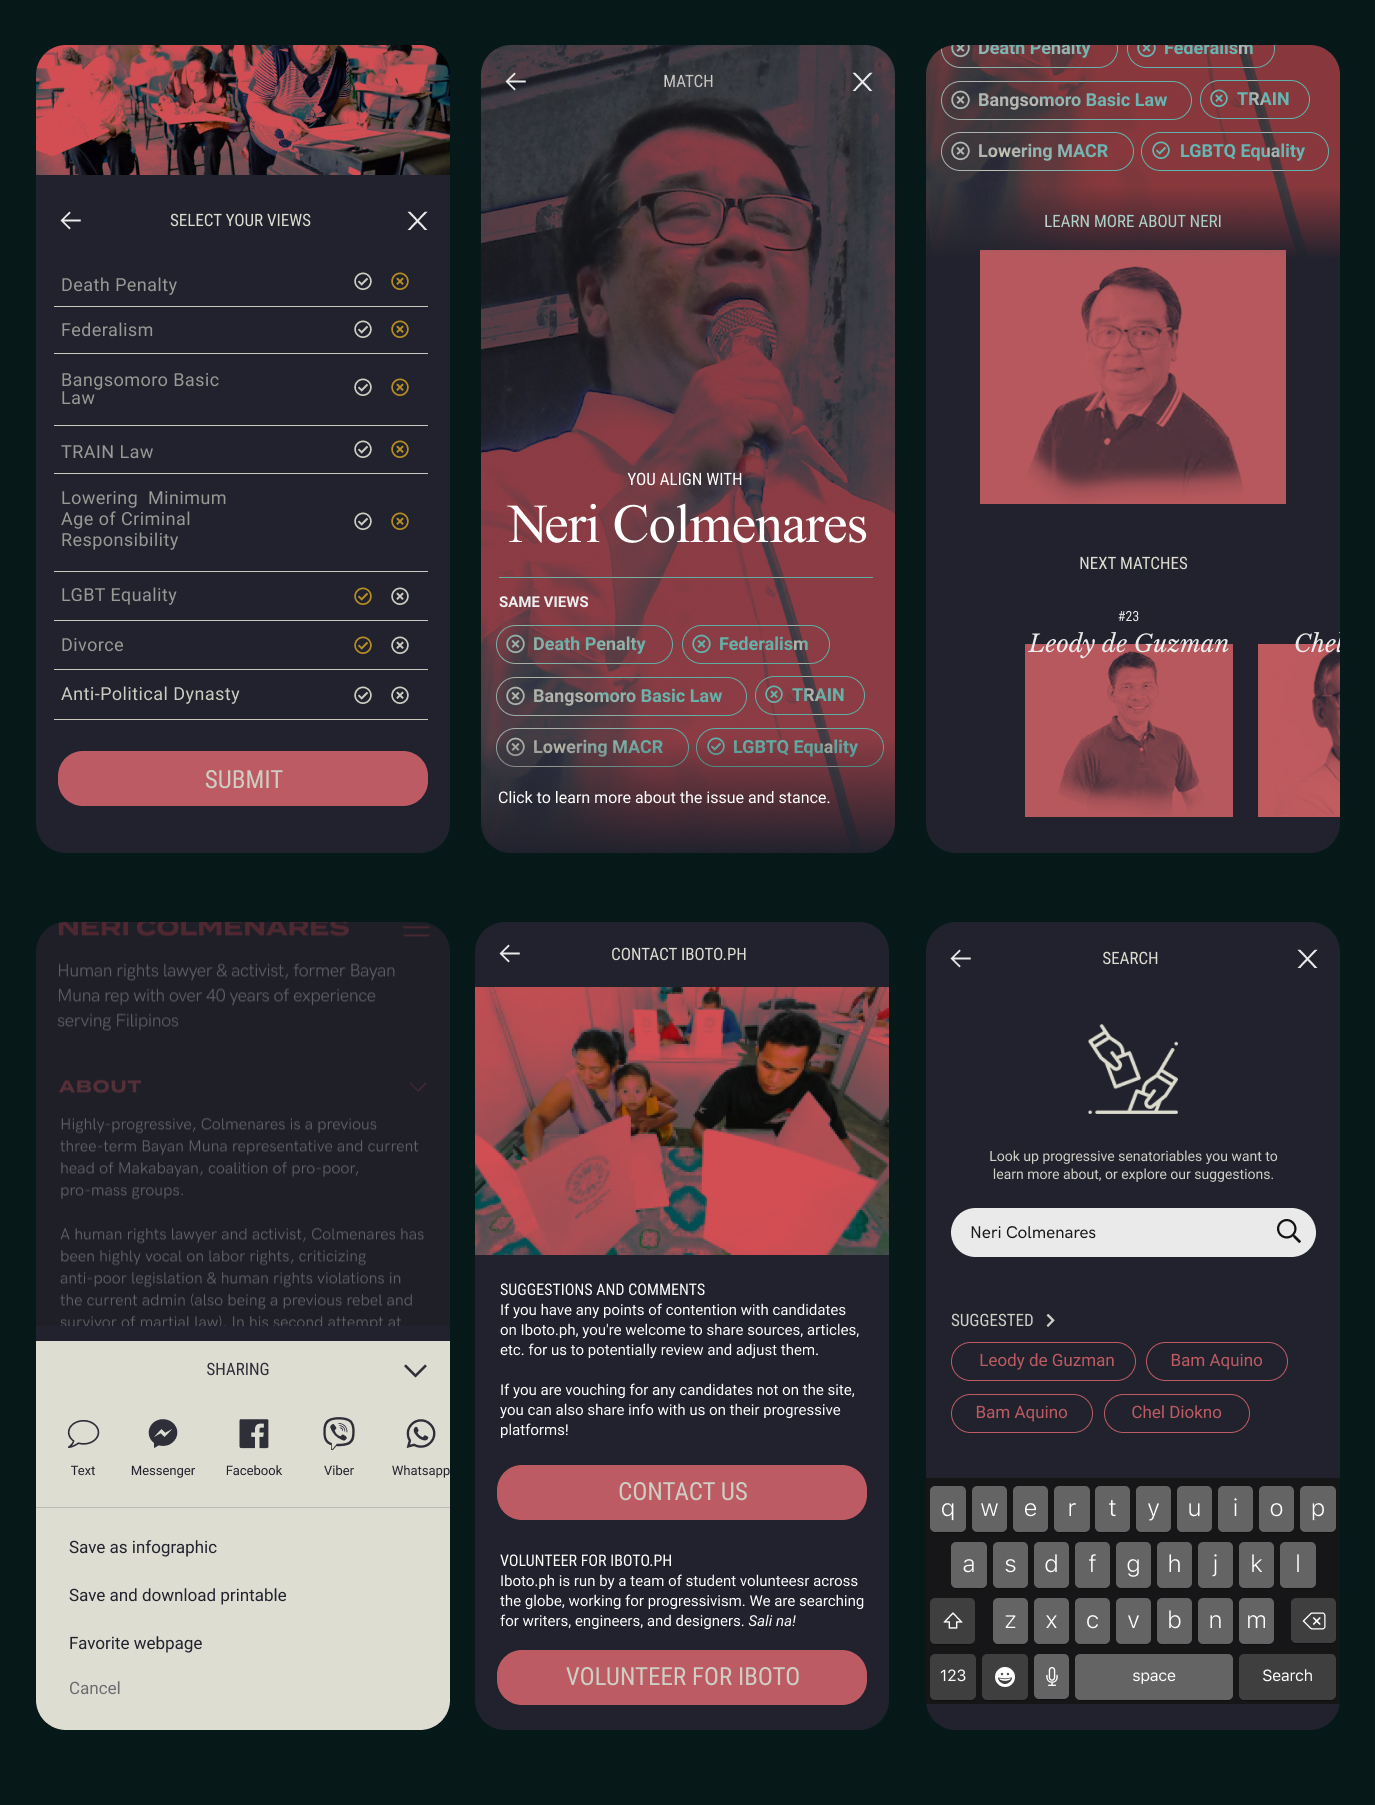 SELECT YOUR VIEWS
Death Penalty
Federalism
Bangsomoro Basic
Law
TRAIN Law
Lowering Minimum
Age of Criminal
Responsibility
LGBT Equality
Divorce
Anti-Political Dynasty
SUBMIT
MATCH
YOU ALIGN WITH
Neri Colmenares
SAME VIEWS
Death Penalty
Federalism
Bangsomoro Basic Law
TRAIN
Lowering MACR
LGBTQ Equality
Click to learn more about the issue and stance.
Death Penalty
Federalism
Bangsomoro Basic Law
TRAIN
Lowering MACR
LGBTQ Equality
LEARN MORE ABOUT NERI
NEXT MATCHES
#23
Leody de Guzman
Chel
NERI COLMENARES
Human rights lawyer & activist, former Bayan
Muna rep with over 40 years of experience
serving Filipinos
ABOUT
Highly-progressive, Colmenares is a previous
three-term Bayan Muna representative and current
head of Makabayan, coalition of pro-poor,
pro-mass groups.
A human rights lawyer and activist, Colmenares has
been highly vocal on labor rights, criticizing
anti-poor legislation & human rights violations in
the current admin (also being a previous rebel and
survivor of martial law). In his second attempt at
SHARING
Text
Messenger
Facebook
Viber
Whatsapp
Save as infographic
Save and download printable
Favorite webpage
Cancel
CONTACT IBOTO.PH
SUGGESTIONS AND COMMENTS
If you have any points of contention with candidates
on Iboto.ph, you're welcome to share sources, articles,
etc. for us to potentially review and adjust them.
If you are vouching for any candidates not on the site,
you can also share info with us on their progressive
platforms!
CONTACT US
VOLUNTEER FOR IBOTO.PH
Iboto.ph is run by a team of student volunteesr across
the globe, working for progressivism. We are searching
for writers, engineers, and designers. Sali na!
VOLUNTEER FOR IBOTO
SEARCH
Look up progressive senatoriables you want to
learn more about, or explore our suggestions.
Neri Colmenares
SUGGESTED
Leody de Guzman
Bam Aquino
Bam Aquino
Chel Diokno
q w e r t y u i o p
a s d f g h j k l
z x c v b n m
123
space
Search